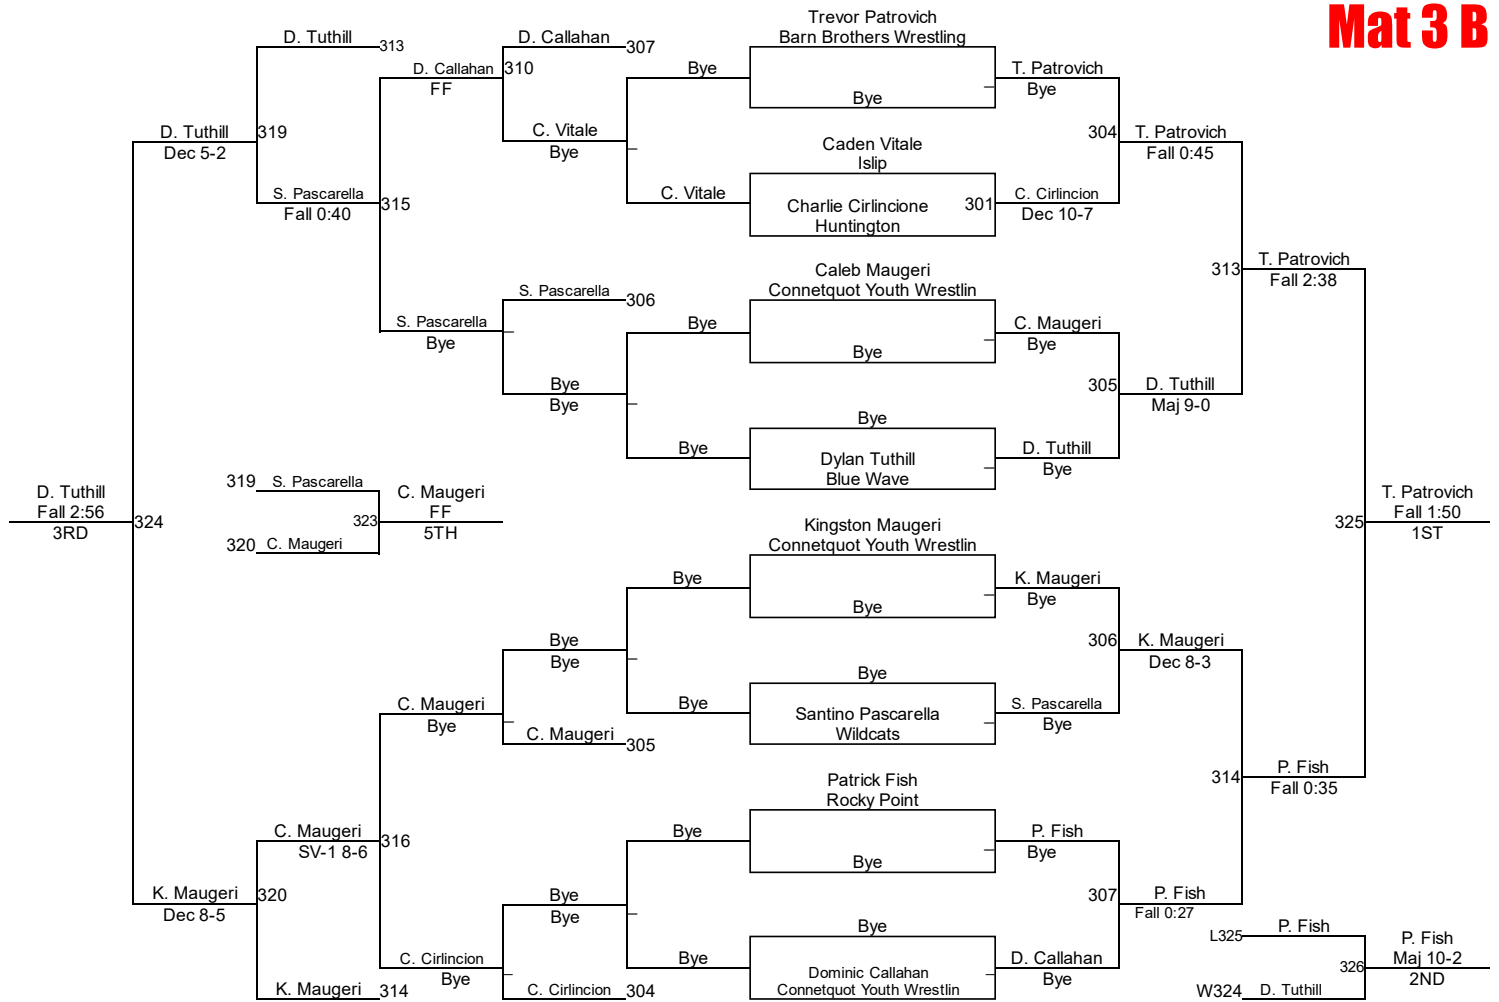 Mat 3 B
Trevor Patrovich
Barn Brothers Wrestling
D. Tuthill
313
D. Callahan
307
D. Callahan
310
FF
Bye
Bye
T. Patrovich
Bye
D. Tuthill
319
Dec 5-2
C. Vitale
Bye
Caden Vitale
Islip
304
T. Patrovich
Fall 0:45
S. Pascarella
315
Fall 0:40
C. Vitale
Charlie Cirlincione
301
Huntington
C. Cirlincion
Dec 10-7
Caleb Maugeri
Connetquot Youth Wrestlin
313
T. Patrovich
Fall 2:38
S. Pascarella
306
S. Pascarella
Bye
Bye
Bye
C. Maugeri
Bye
Bye
Bye
305
D. Tuthill
Maj 9-0
Bye
Bye
Dylan Tuthill
Blue Wave
D. Tuthill
Bye
319
S. Pascarella
323
320
C. Maugeri
C. Maugeri
FF
5TH
D. Tuthill
Fall 2:56
3RD
324
325
T. Patrovich
Fall 1:50
1ST
Kingston Maugeri
Connetquot Youth Wrestlin
Bye
Bye
K. Maugeri
Bye
Bye
Bye
306
K. Maugeri
Dec 8-3
C. Maugeri
Bye
Bye
Bye
Santino Pascarella
Wildcats
S. Pascarella
Bye
C. Maugeri
305
314
P. Fish
Fall 0:35
Patrick Fish
Rocky Point
C. Maugeri
316
SV-1 8-6
Bye
Bye
P. Fish
Bye
K. Maugeri
320
Dec 8-5
Bye
Bye
307
P. Fish
Fall 0:27
C. Cirlincion
Bye
Bye
Bye
Dominic Callahan
Connetquot Youth Wrestlin
D. Callahan
Bye
K. Maugeri
314
C. Cirlincion
304
L325
P. Fish
326
W324
D. Tuthill
P. Fish
Maj 10-2
2ND